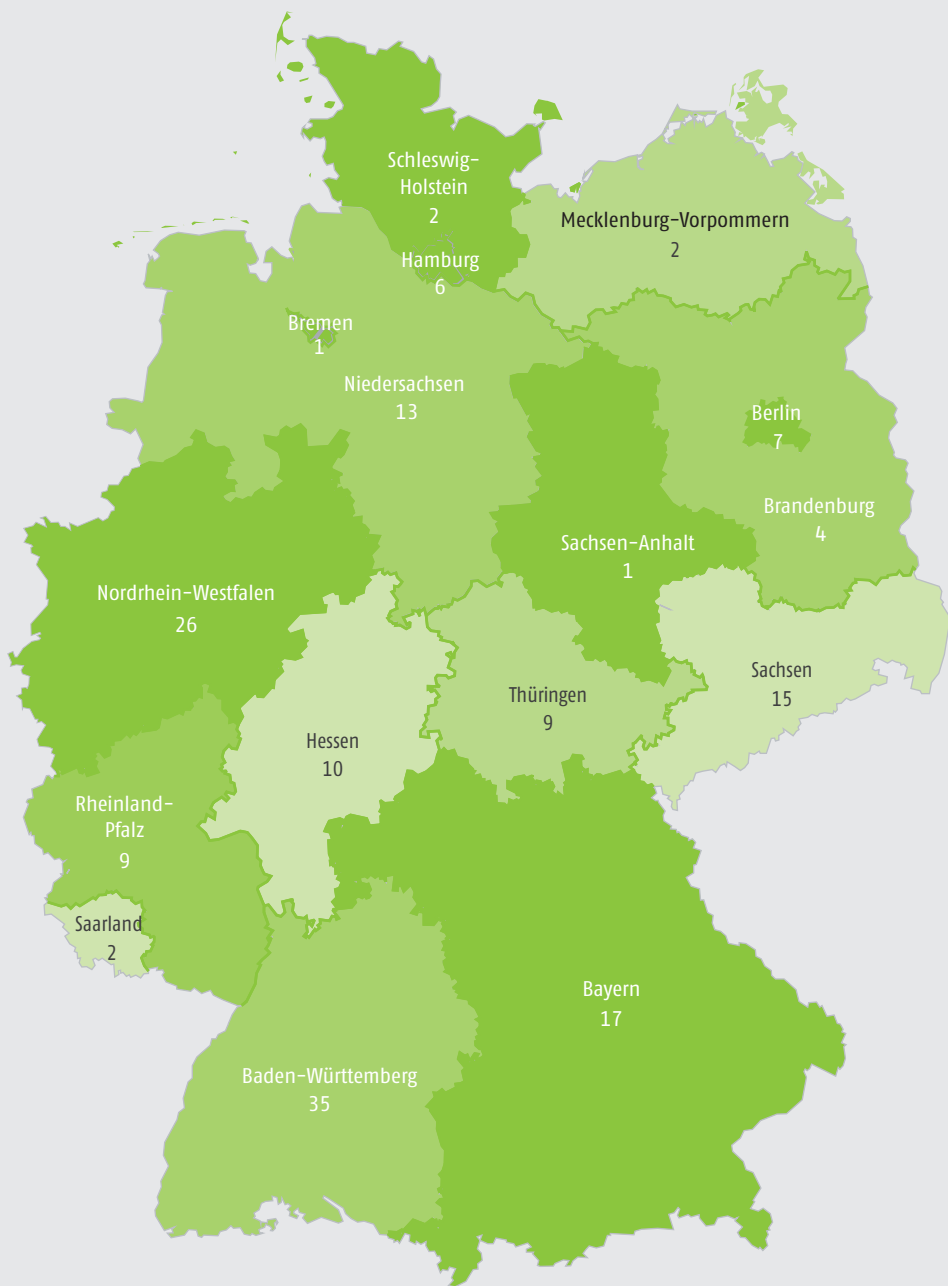 Schleswig-
Holstein
2
Mecklenburg-Vorpommern
2
Hamburg
6
Bremen
1
Niedersachsen
13
Berlin
7
Brandenburg
4
Sachsen-Anhalt
1
Nordrhein-Westfalen
26
Sachsen
15
Thüringen
9
Hessen
10
Rheinland-
Pfalz
9
Saarland
2
Bayern
17
Baden-Württemberg
35